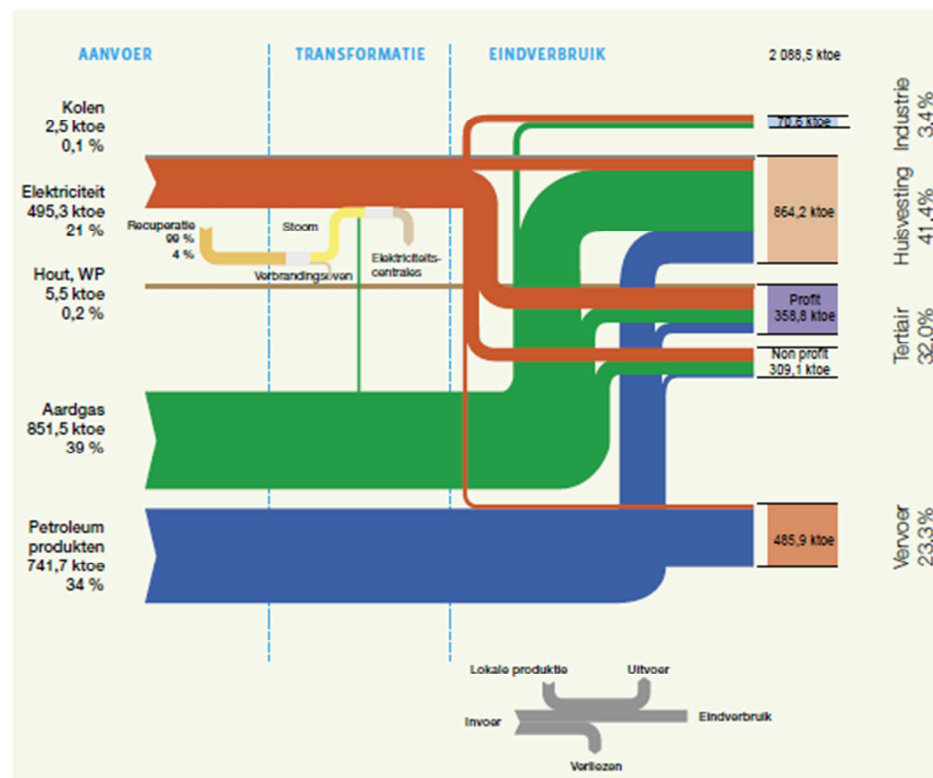 AANVOER
TRANSFORMATIE
EINDVERBRUIK
2 088,5 ktoe
Kolen
2,5 ktoe
0,1 %
Elektriciteit
495,3 ktoe
21 %
Recuperatie
99 %
4 %
Stoom
Verbrandingsoven
Elektriciteits-
centrales
Hout, WP
5,5 ktoe
0,2 %
Aardgas
851,5 ktoe
39 %
Petroleum
produkten
741,7 ktoe
34 %
70,6 ktoe
864,2 ktoe
Profit
358,8 ktoe
Non profit
309,1 ktoe
485,9 ktoe
Industrie
3,4 %
Huisvesting
41,4%
Tertiair
32,0%
Vervoer
23,3%
Lokale produktie
Uitvoer
Invoer
Eindverbruik
Verliezen